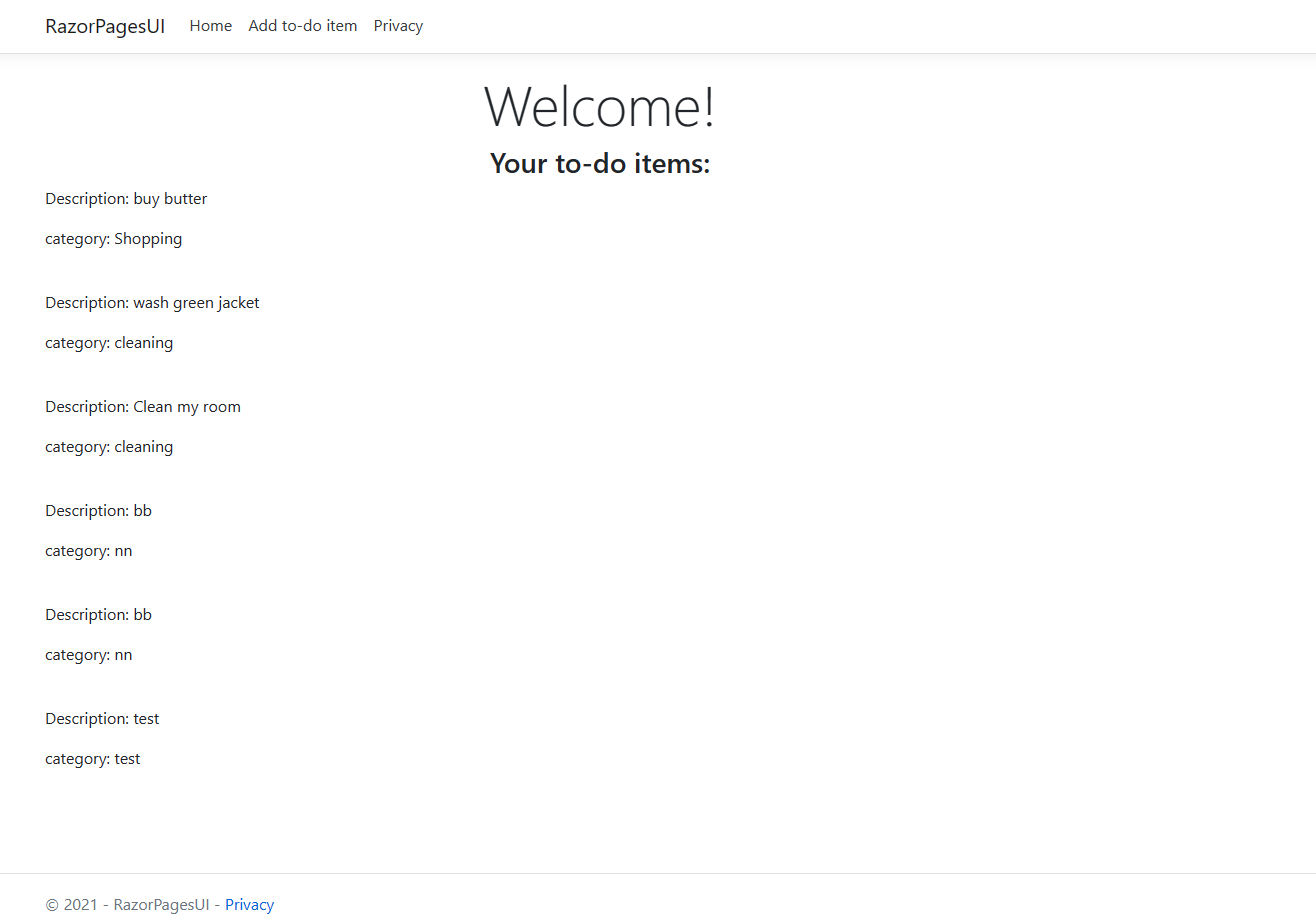 RazorPagesUI Home Add to-do item Privacy
Welcome!
Your to-do items:
Description: buy butter
category: Shopping
Description: wash green jacket
category: cleaning
Description: Clean my room
category: cleaning
Description: bb
category: nn
Description: bb
category: nn
Description: test
category: test
© 2021 - RazorPagesUI - Privacy